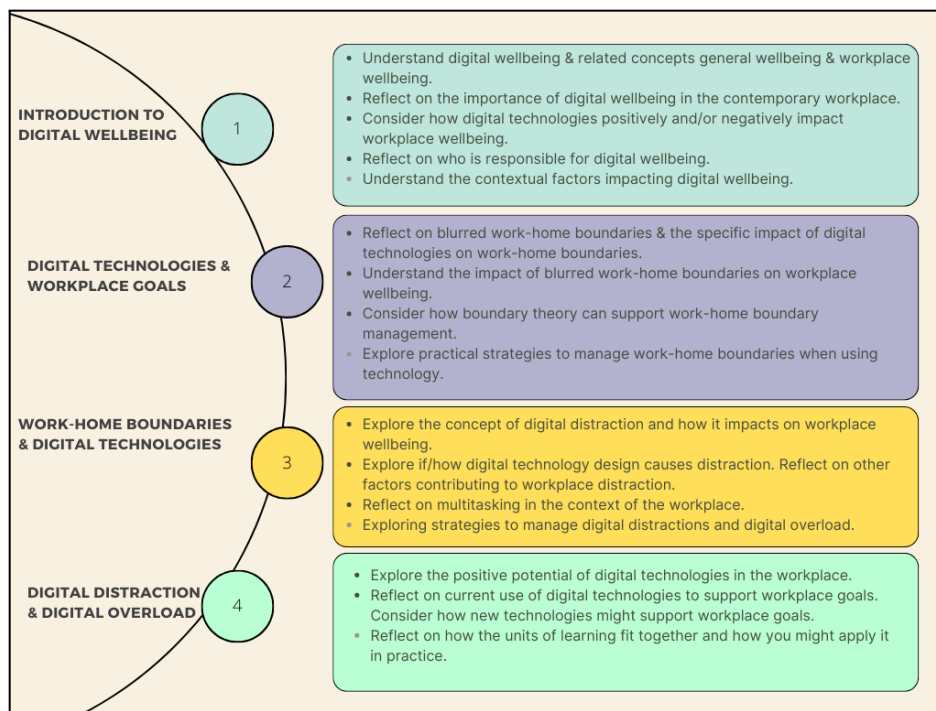 INTRODUCTION TO
DIGITAL WELLBEING
1
• Understand digital wellbeing & related concepts general wellbeing & workplace
wellbeing.
• Reflect on the importance of digital wellbeing in the contemporary workplace.
• Consider how digital technologies positively and/or negatively impact
workplace wellbeing.
• Reflect on who is responsible for digital wellbeing.
• Understand the contextual factors impacting digital wellbeing.
DIGITAL TECHNOLOGIES &
WORKPLACE GOALS
2
• Reflect on blurred work-home boundaries & the specific impact of digital
technologies on work-home boundaries.
• Understand the impact of blurred work-home boundaries on workplace
wellbeing.
• Consider how boundary theory can support work-home boundary
management.
• Explore practical strategies to manage work-home boundaries when using
technology.
WORK-HOME BOUNDARIES
& DIGITAL TECHNOLOGIES
3
• Explore the concept of digital distraction and how it impacts on workplace
wellbeing.
• Explore if/how digital technology design causes distraction. Reflect on other
factors contributing to workplace distraction.
• Reflect on multitasking in the context of the workplace.
• Exploring strategies to manage digital distractions and digital overload.
DIGITAL DISTRACTION
& DIGITAL OVERLOAD
4
• Explore the positive potential of digital technologies in the workplace.
• Reflect on current use of digital technologies to support workplace goals.
Consider how new technologies might support workplace goals.
• Reflect on how the units of learning fit together and how you might apply it
in practice.